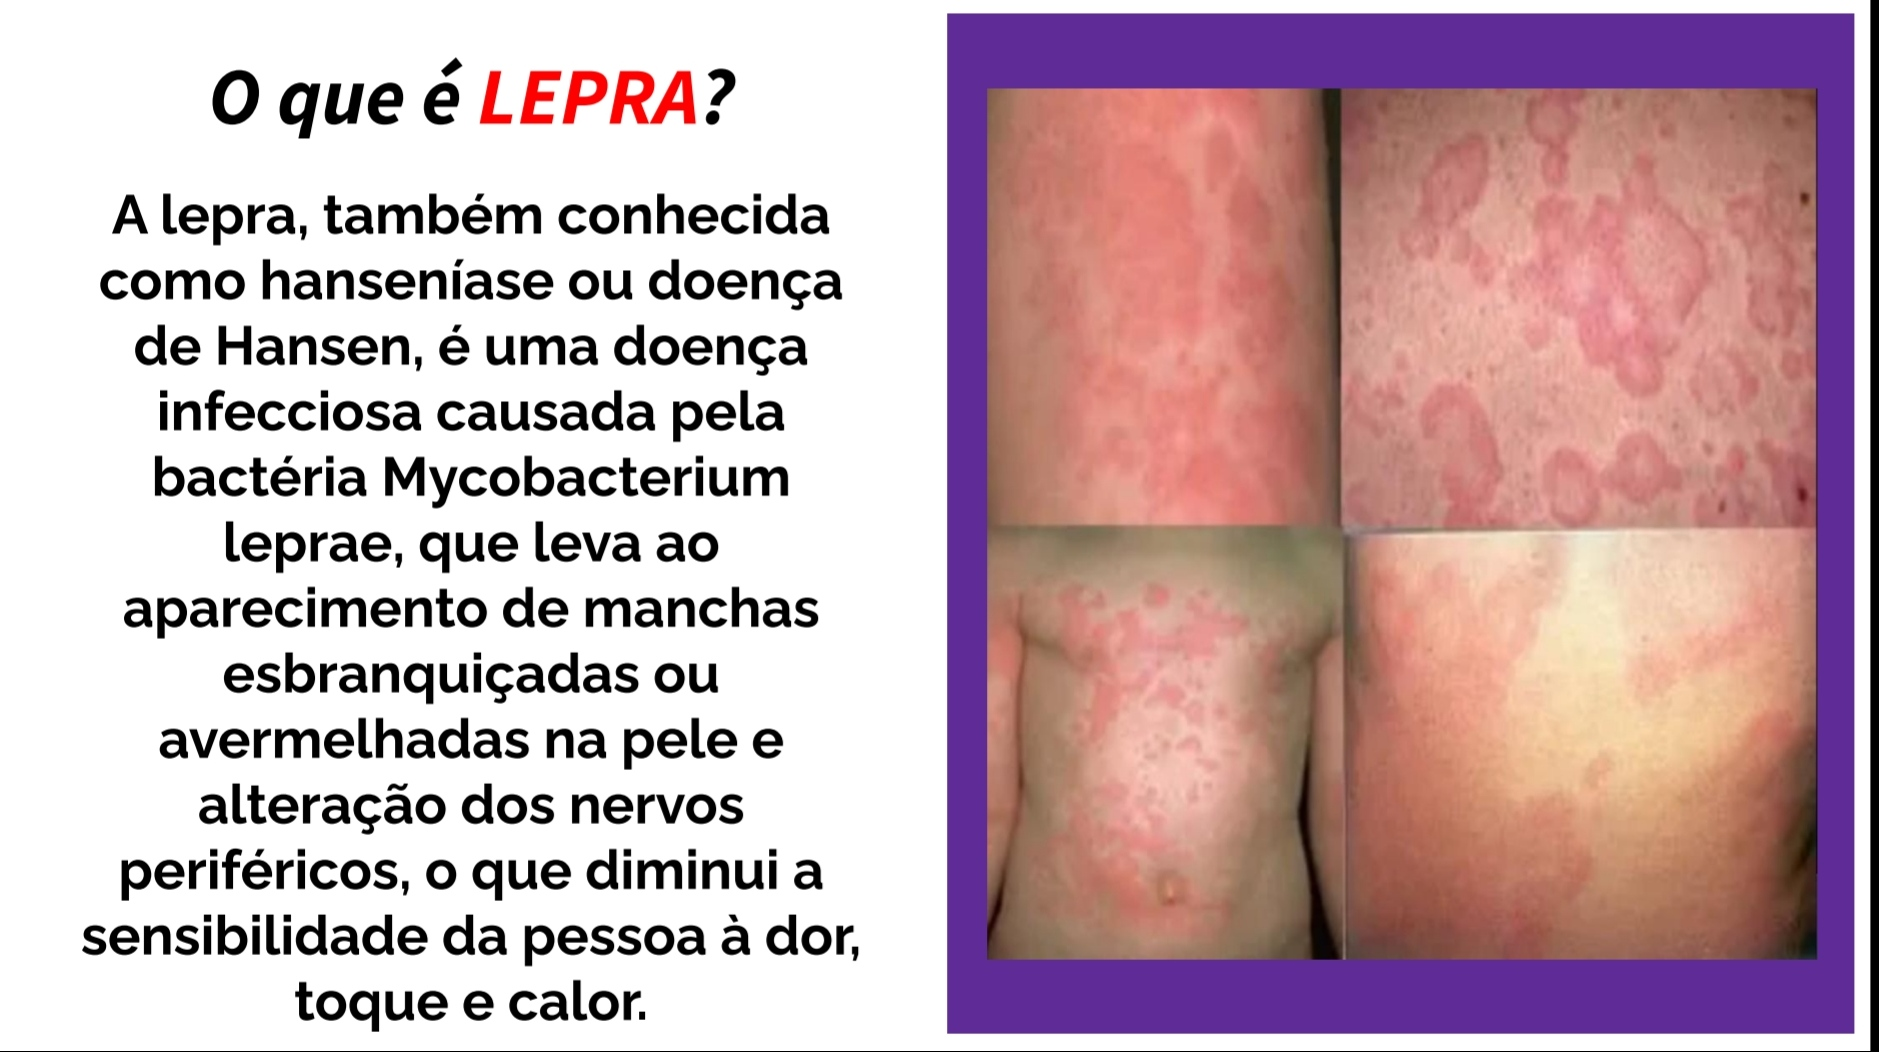 O que é LEPRA?
A lepra, também conhecida
como hanseníase ou doença
de Hansen, é uma doença
infecciosa causada pela
bactéria Mycobacterium
leprae, que leva ao
aparecimento de manchas
esbranquiçadas ou
avermelhadas na pele e
alteração dos nervos
periféricos, o que diminui a
sensibilidade da pessoa à dor,
toque e calor.